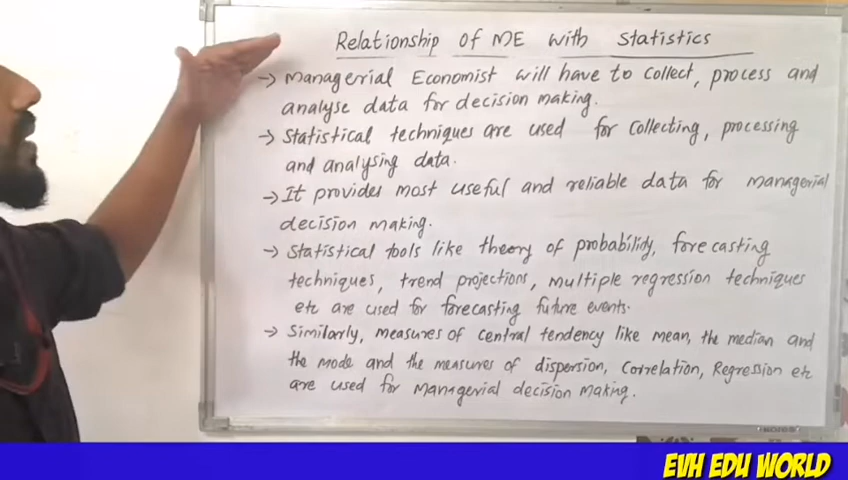 Relationship of ME with Statistics
→ Managerial Economist will have to collect, process and
analyse data for decision making.
→ Statistical techniques are used for collecting, processing
and analysing data.
→ It provides most useful and reliable data for managerial
decision making.
→ Statistical tools like theory of probability, forecasting
techniques, trend projections, multiple regression techniques
etc are used for forecasting future events.
→ Similarly, measures of central tendency like mean, the median and
the mode and the measures of dispersion, Correlation, Regression etc
are used for Managerial decision making.
EVH EDU WORLD